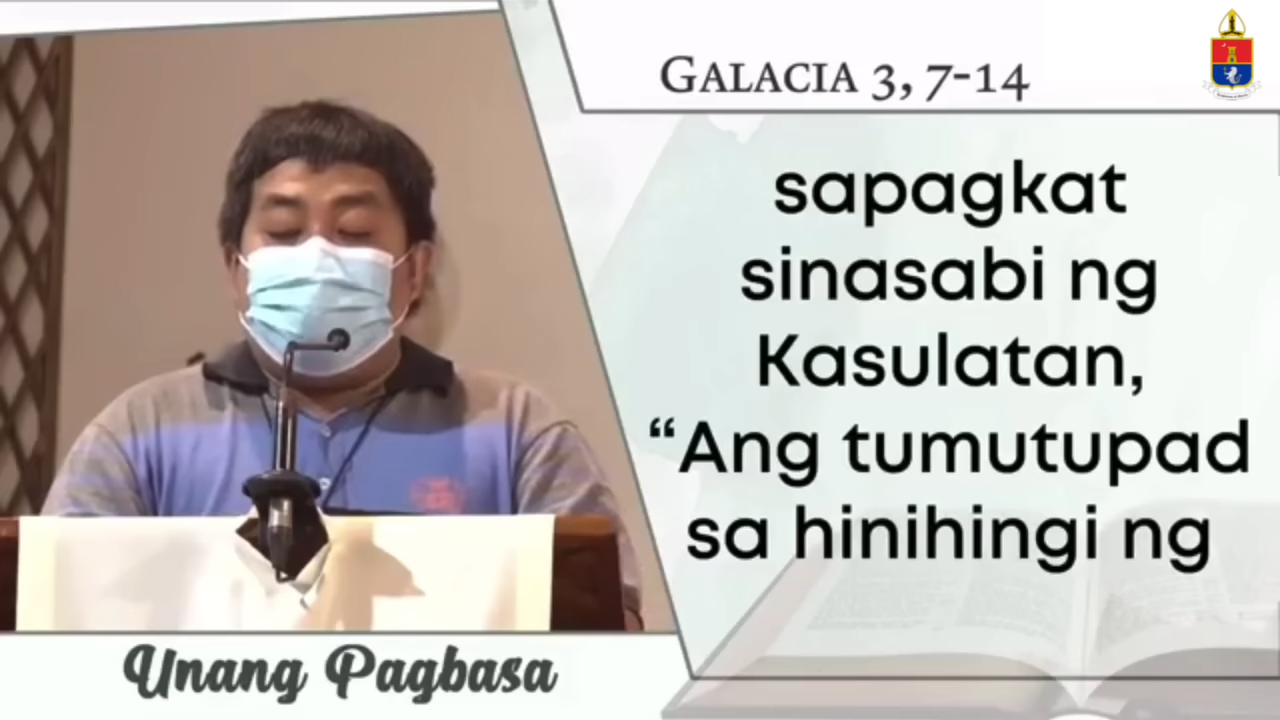 GALACIA 3, 7-14
sapagkat
sinasabi ng
Kasulatan,
“Ang tumutupad
sa hinihingi ng
Unang Pagbasa